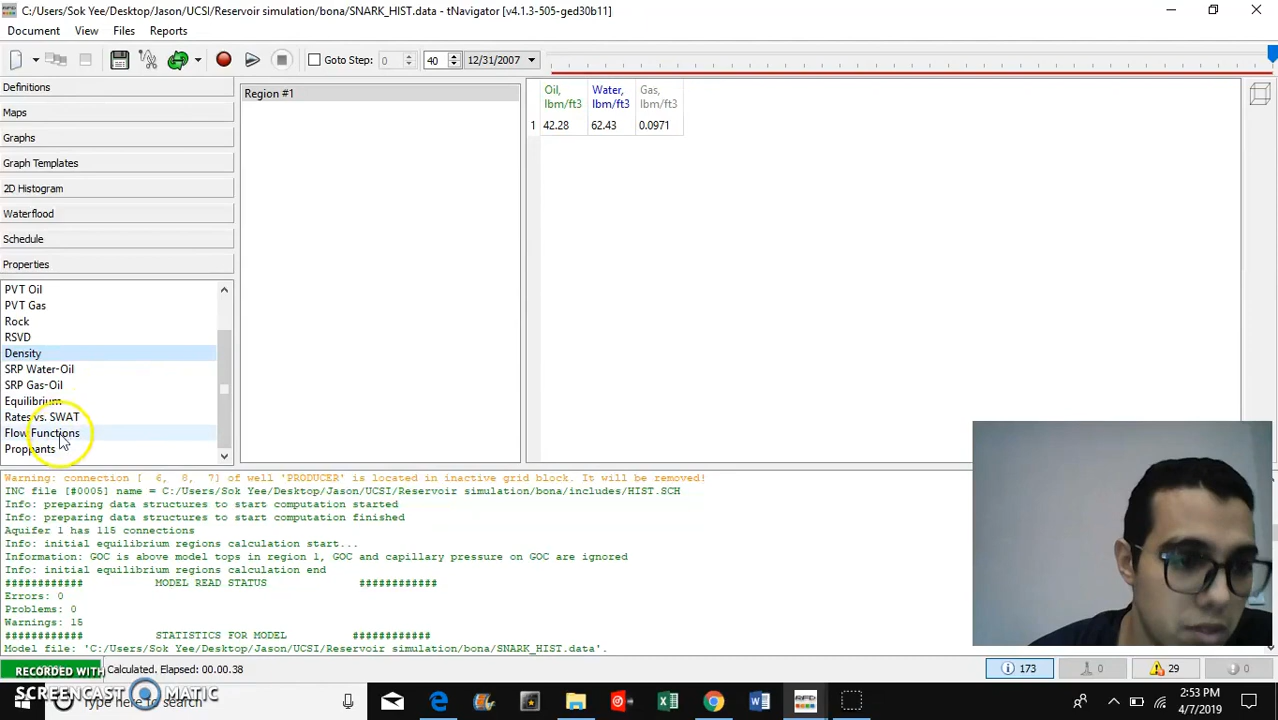 C:/Users/Sok Yee/Desktop/Jason/UCSI/Reservoir simulation/bona/SNARK_HIST.data - tNavigator [v4.1.3-505-ged30b11]
Document View Files Reports
Goto Step: 0 40 12/31/2007
Definitions
Maps
Graphs
Graph Templates
2D Histogram
Waterflood
Schedule
Properties
PVT Oil
PVT Gas
Rock
RSVD
Density
SRP Water-Oil
SRP Gas-Oil
Equilibrium
Rates vs. SWAT
Flow Functions
Proppants
Region #1
Oil, Water, Gas,
lbm/ft3 lbm/ft3 lbm/ft3
1 42.28 62.43 0.0971
Warning: connection [ 6, 8, 7] of well 'PRODUCER' is located in inactive grid block. It will be removed!
INC file [#0005] name = C:/Users/Sok Yee/Desktop/Jason/UCSI/Reservoir simulation/bona/includes/HIST.SCH
Info: preparing data structures to start computation started
Info: preparing data structures to start computation finished
Aquifer 1 has 115 connections
Info: initial equilibrium regions calculation start...
Information: GOC is above model tops in region 1, GOC and capillary pressure on GOC are ignored
Info: initial equilibrium regions calculation end
############ MODEL READ STATUS ############
Errors: 0
Problems: 0
Warnings: 15
############ STATISTICS FOR MODEL ############
Model file: 'C:/Users/Sok Yee/Desktop/Jason/UCSI/Reservoir simulation/bona/SNARK_HIST.data'.
Calculated. Elapsed: 00.00.38
173 0 29 0
RECORDED WITH
SCREENCAST MATIC
Type here to search
2:53 PM
4/7/2019